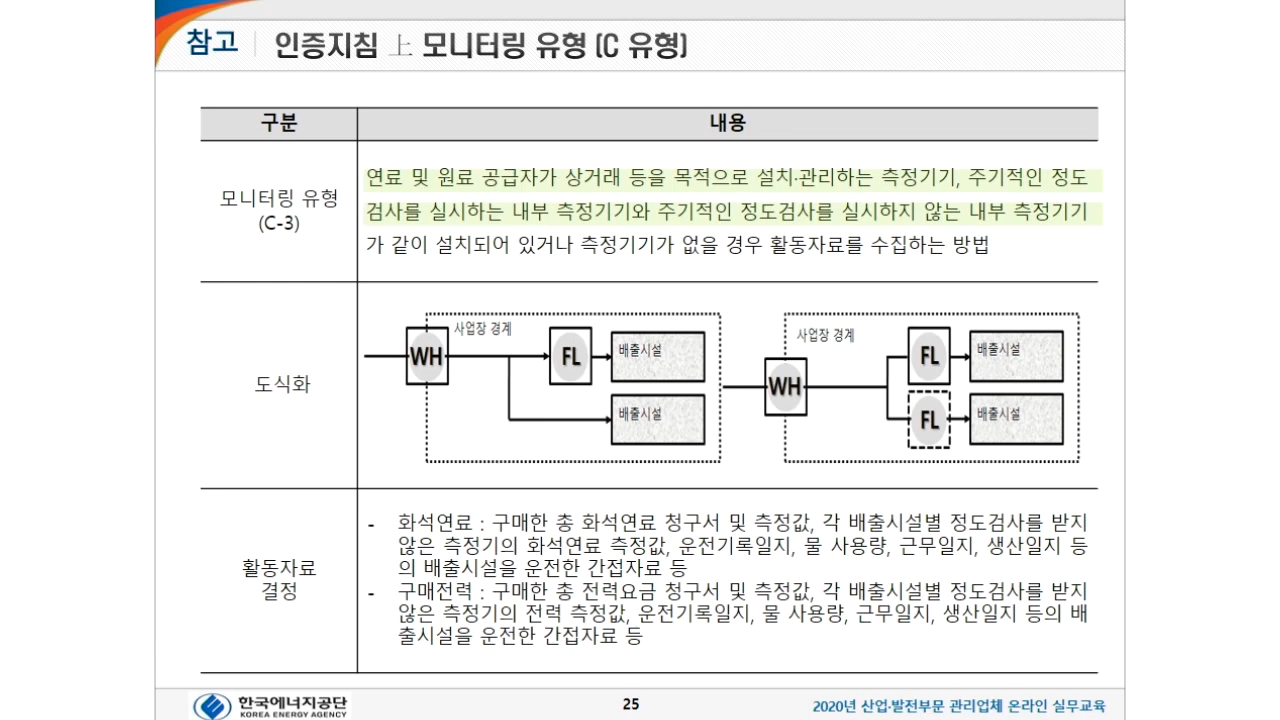 참고
인증지침 上 모니터링 유형 (C 유형)
구분
내용
모니터링 유형
(C-3)
연료 및 원료 공급자가 상거래 등을 목적으로 설치·관리하는 측정기기, 주기적인 정도
검사를 실시하는 내부 측정기기와 주기적인 정도검사를 실시하지 않는 내부 측정기기
가 같이 설치되어 있거나 측정기기가 없을 경우 활동자료를 수집하는 방법
도식화
사업장 경계
WH
FL
배출시설
배출시설
사업장 경계
WH
FL
배출시설
FL
배출시설
활동자료
결정
- 화석연료 : 구매한 총 화석연료 청구서 및 측정값, 각 배출시설별 정도검사를 받지
않은 측정기의 화석연료 측정값, 운전기록일지, 물 사용량, 근무일지, 생산일지 등
의 배출시설을 운전한 간접자료 등
- 구매전력 : 구매한 총 전력요금 청구서 및 측정값, 각 배출시설별 정도검사를 받지
않은 측정기의 전력 측정값, 운전기록일지, 물 사용량, 근무일지, 생산일지 등의 배
출시설을 운전한 간접자료 등
한국에너지공단
KOREA ENERGY AGENCY
25
2020년 산업·발전부문 관리업체 온라인 실무교육